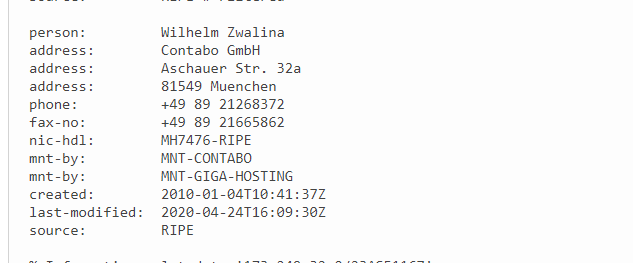 person: Wilhelm Zwalina
address: Contabo GmbH
address: Aschauer Str. 32a
address: 81549 Muenchen
phone: +49 89 21268372
fax-no: +49 89 21665862
nic-hdl: MH7476-RIPE
mnt-by: MNT-CONTABO
mnt-by: MNT-GIGA-HOSTING
created: 2010-01-04T10:41:37Z
last-modified: 2020-04-24T16:09:30Z
source: RIPE